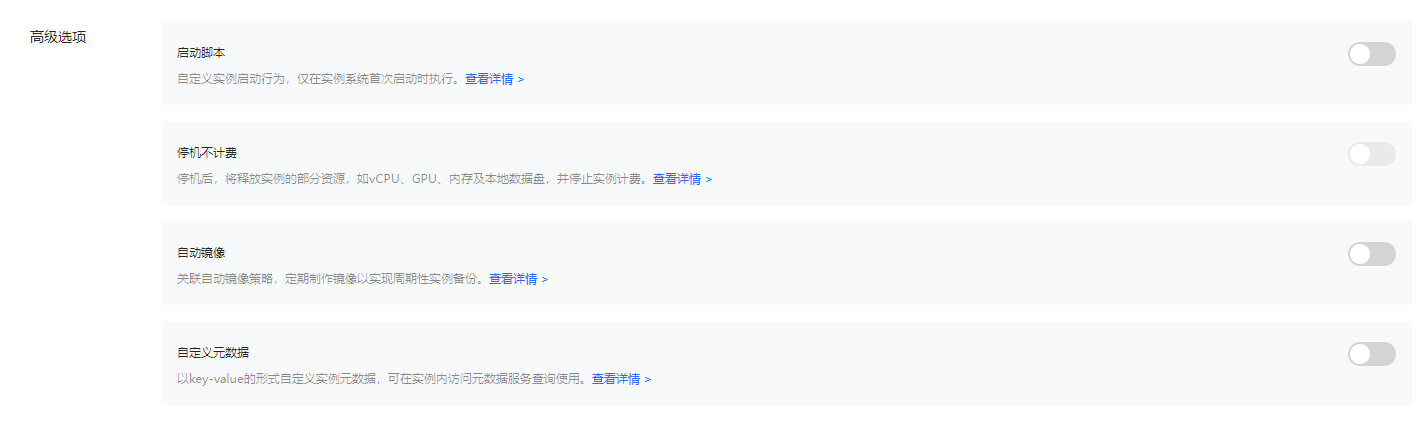 高级选项
启动脚本
自定义实例启动行为，仅在实例系统首次启动时执行。查看详情 >
停机不计费
停机后，将释放实例的部分资源，如vCPU、GPU、内存及本地数据盘，并停止实例计费。查看详情 >
自动镜像
关联自动镜像策略，定期制作镜像以实现周期性实例备份。查看详情 >
自定义元数据
以key-value的形式自定义实例元数据，可在实例内访问元数据服务查询使用。查看详情 >